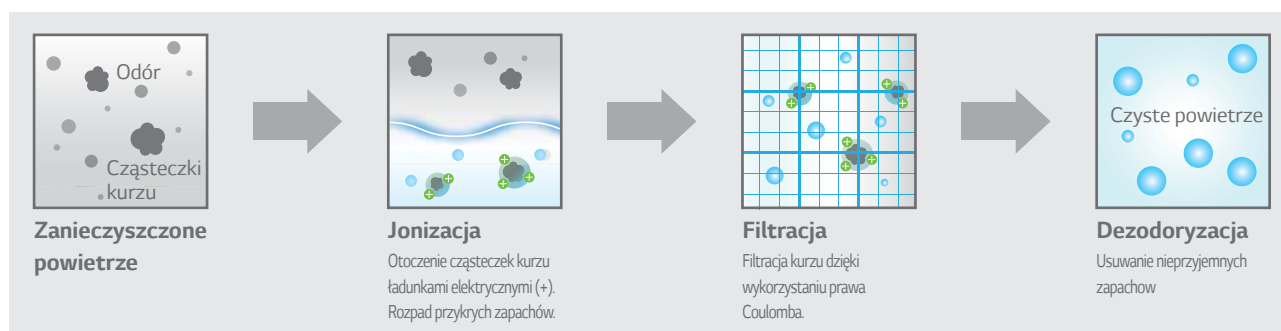 Odór
Cząsteczki
kurzu
Zanieczyszczone
powietrze
Jonizacja
Otoczenie cząsteczek kurzu
ładunkami elektrycznymi (+).
Rozpad przykrych zapachów.
Filtracja
Filtracja kurzu dzięki
wykorzystaniu prawa
Coulomba.
Czyste powietrze
Dezodoryzacja
Usuwanie nieprzyjemnych
zapachow